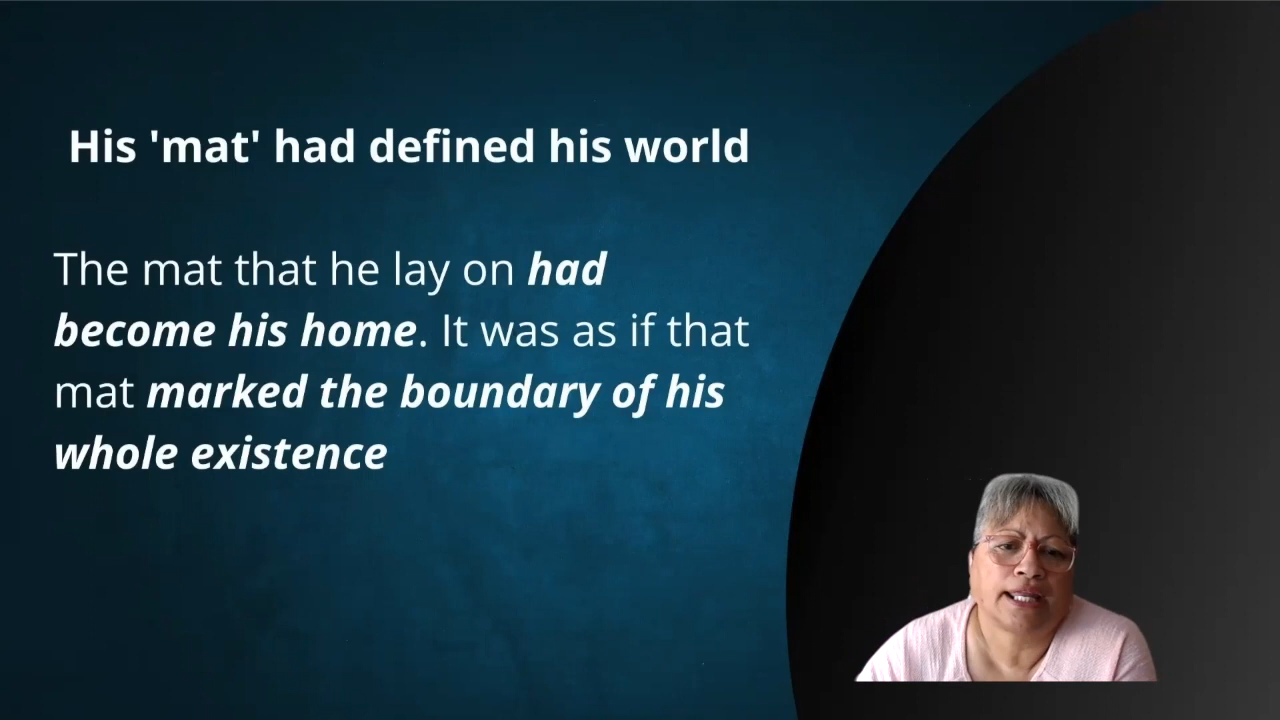 His 'mat' had defined his world
The mat that he lay on had
become his home. It was as if that
mat marked the boundary of his
whole existence